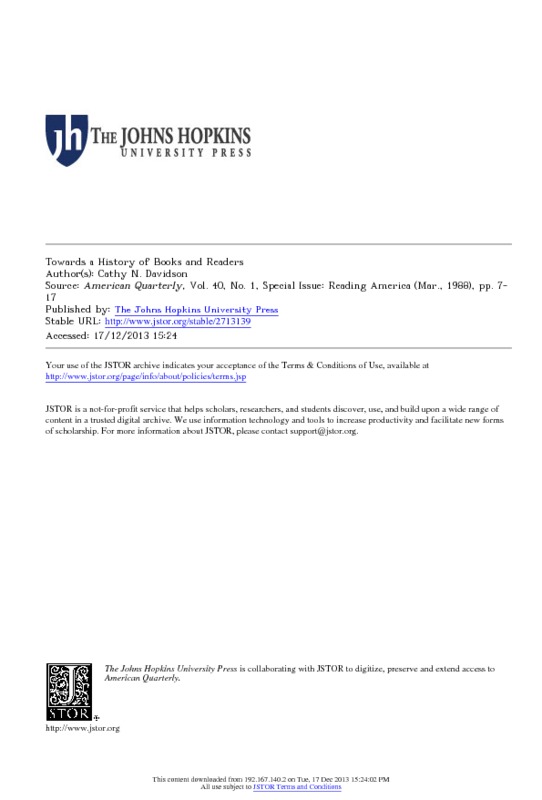 jh THE JOHNS HOPKINS
UNIVERSITY PRESS
Towards a History of Books and Readers
Author(s): Cathy N. Davidson
Source: American Quarterly, Vol. 40, No. 1, Special Issue: Reading America (Mar., 1988), pp. 7-
17
Published by: The Johns Hopkins University Press
Stable URL: http://www.jstor.org/stable/2713139
Accessed: 17/12/2013 15:24
Your use of the JSTOR archive indicates your acceptance of the Terms & Conditions of Use, available at
http://www.jstor.org/page/info/about/policies/terms.jsp
JSTOR is a not-for-profit service that helps scholars, researchers, and students discover, use, and build upon a wide range of
content in a trusted digital archive. We use information technology and tools to increase productivity and facilitate new forms
of scholarship. For more information about JSTOR, please contact support@jstor.org.
The Johns Hopkins University Press is collaborating with JSTOR to digitize, preserve and extend access to
American Quarterly.
J
STOR
http://www.jstor.org
This content downloaded from 192.167.140.2 on Tue, 17 Dec 2013 15:24:02 PM
All use subject to JSTOR Terms and Conditions